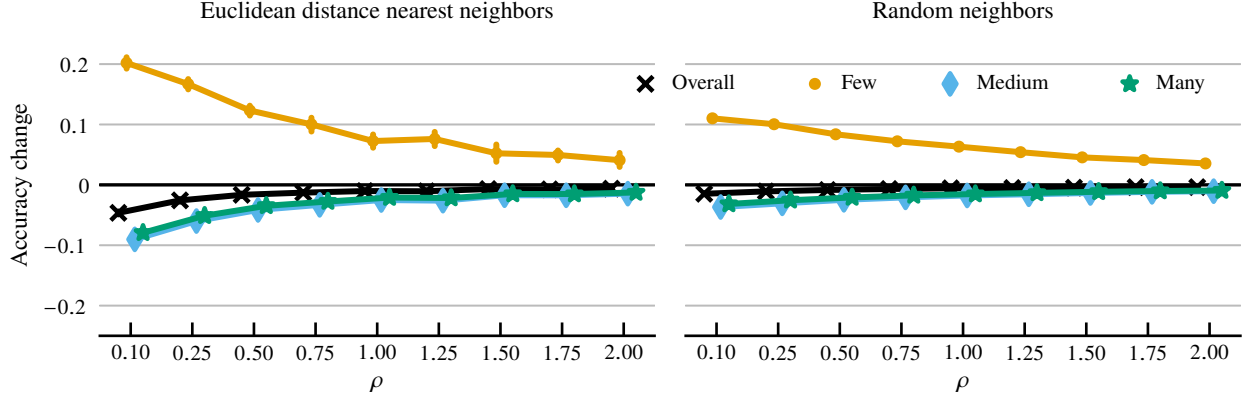 Euclidean distance nearest neighbors
Random neighbors
Accuracy change
0.2
0.1
0
−0.1
−0.2
Overall Few Medium Many
0.10 0.25 0.50 0.75 1.00 1.25 1.50 1.75 2.00
ρ
0.10 0.25 0.50 0.75 1.00 1.25 1.50 1.75 2.00
ρ